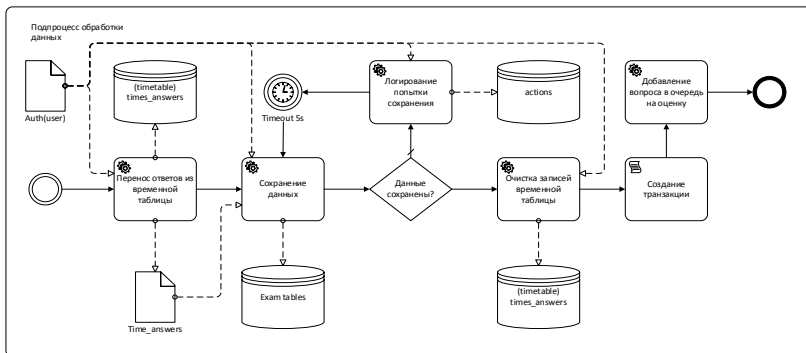 Подпроцесс обработки
данных
Auth(user)
(timetable)
times_answers
Timeout 5s
Логирование
попытки
сохранения
actions
Добавление
вопроса в очередь
на оценку
Перенос ответов из
временной
таблицы
Сохранение
данных
Данные
сохранены?
Очистка записей
временной
таблицы
Создание
транзакции
Time_answers
Exam tables
(timetable)
times_answers